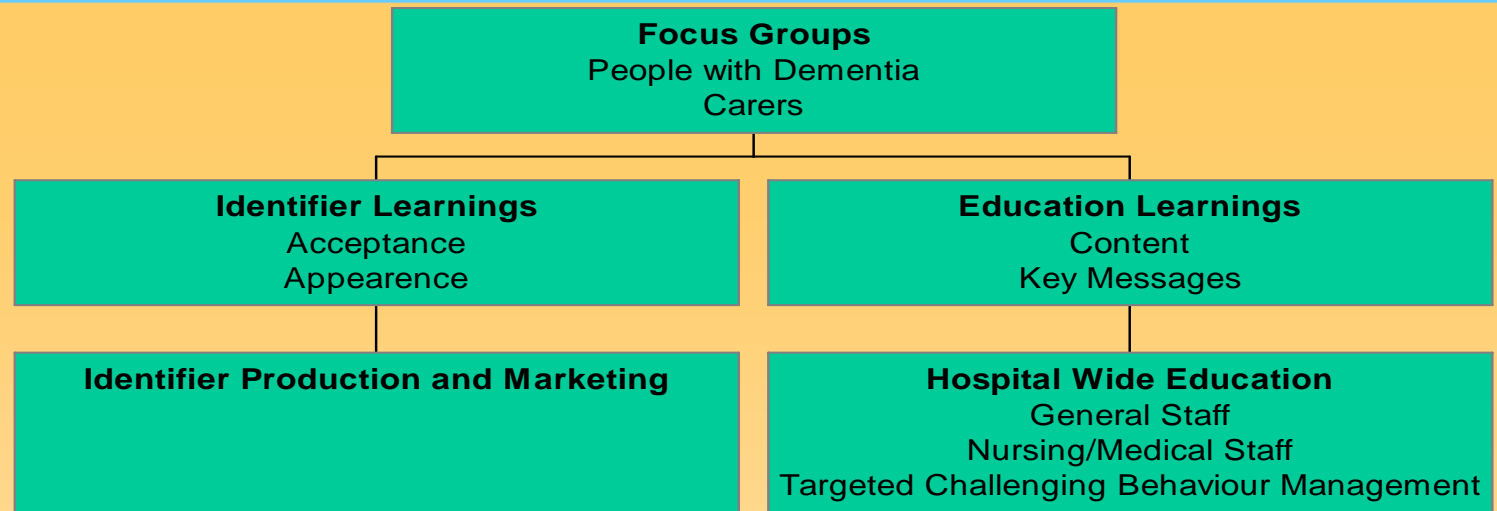 Focus Groups
People with Dementia
Carers
Identifier Learnings
Acceptance
Appearence
Education Learnings
Content
Key Messages
Identifier Production and Marketing
Hospital Wide Education
General Staff
Nursing/Medical Staff
Targeted Challenging Behaviour Management